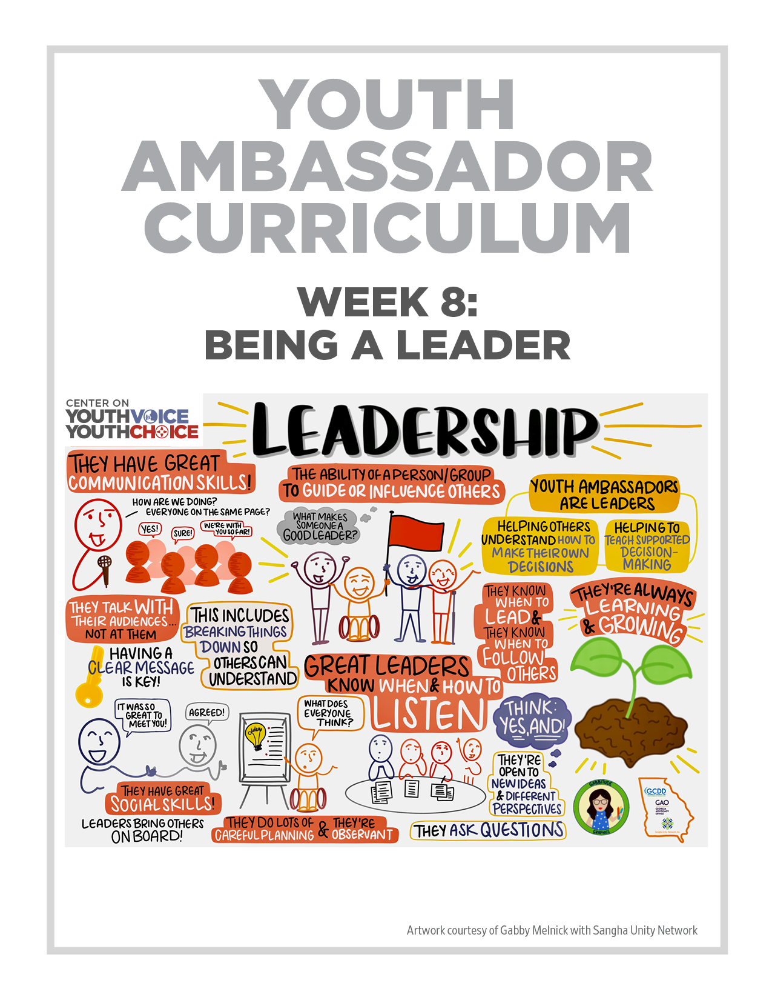 YOUTH
AMBASSADOR
CURRICULUM
WEEK 8:
BEING A LEADER
CENTER ON
YOUTHVOICE
YOUTHCHOICE
LEADERSHIP
THEY HAVE GREAT
COMMUNICATION SKILLS!
HOW ARE WE DOING?
EVERYONE ON THE SAME PAGE?
YES!
SURE!
WE'RE WITH
YOU SO FAR!
THE ABILITY OF A PERSON/GROUP
TO GUIDE OR INFLUENCE OTHERS
WHAT MAKES
SOMEONE A
GOOD LEADER?
YOUTH AMBASSADORS
ARE LEADERS
HELPING OTHERS
UNDERSTAND HOW TO
MAKE THEIR OWN
DECISIONS
HELPING TO
TEACH SUPPORTED
DECISION-
MAKING
THEY TALK WITH
THEIR AUDIENCES...
NOT AT THEM
THIS INCLUDES
BREAKING THINGS
DOWN SO
OTHERS CAN
UNDERSTAND
HAVING A
CLEAR MESSAGE
IS KEY!
THEY KNOW
WHEN TO
LEAD &
THEY KNOW
WHEN TO
FOLLOW
OTHERS
THEY'RE ALWAYS
LEARNING
& GROWING
GREAT LEADERS
KNOW WHEN & HOW TO
LISTEN
IT WAS SO
GREAT TO
MEET YOU!
AGREED!
idea
WHAT DOES
EVERYONE
THINK?
THINK:
YES, AND!
THEY'RE
OPEN TO
NEW IDEAS
& DIFFERENT
PERSPECTIVES
THEY HAVE GREAT
SOCIAL SKILLS!
LEADERS BRING OTHERS
ON BOARD!
THEY DO LOTS OF
CAREFUL PLANNING
& THEY'RE
OBSERVANT
THEY ASK QUESTIONS
GABBITUDE
GRAPHICS
GCDD
GAO
GEORGIA
ADVOCACY
OFFICE
Sangha Unity Network
Artwork courtesy of Gabby Melnick with Sangha Unity Network